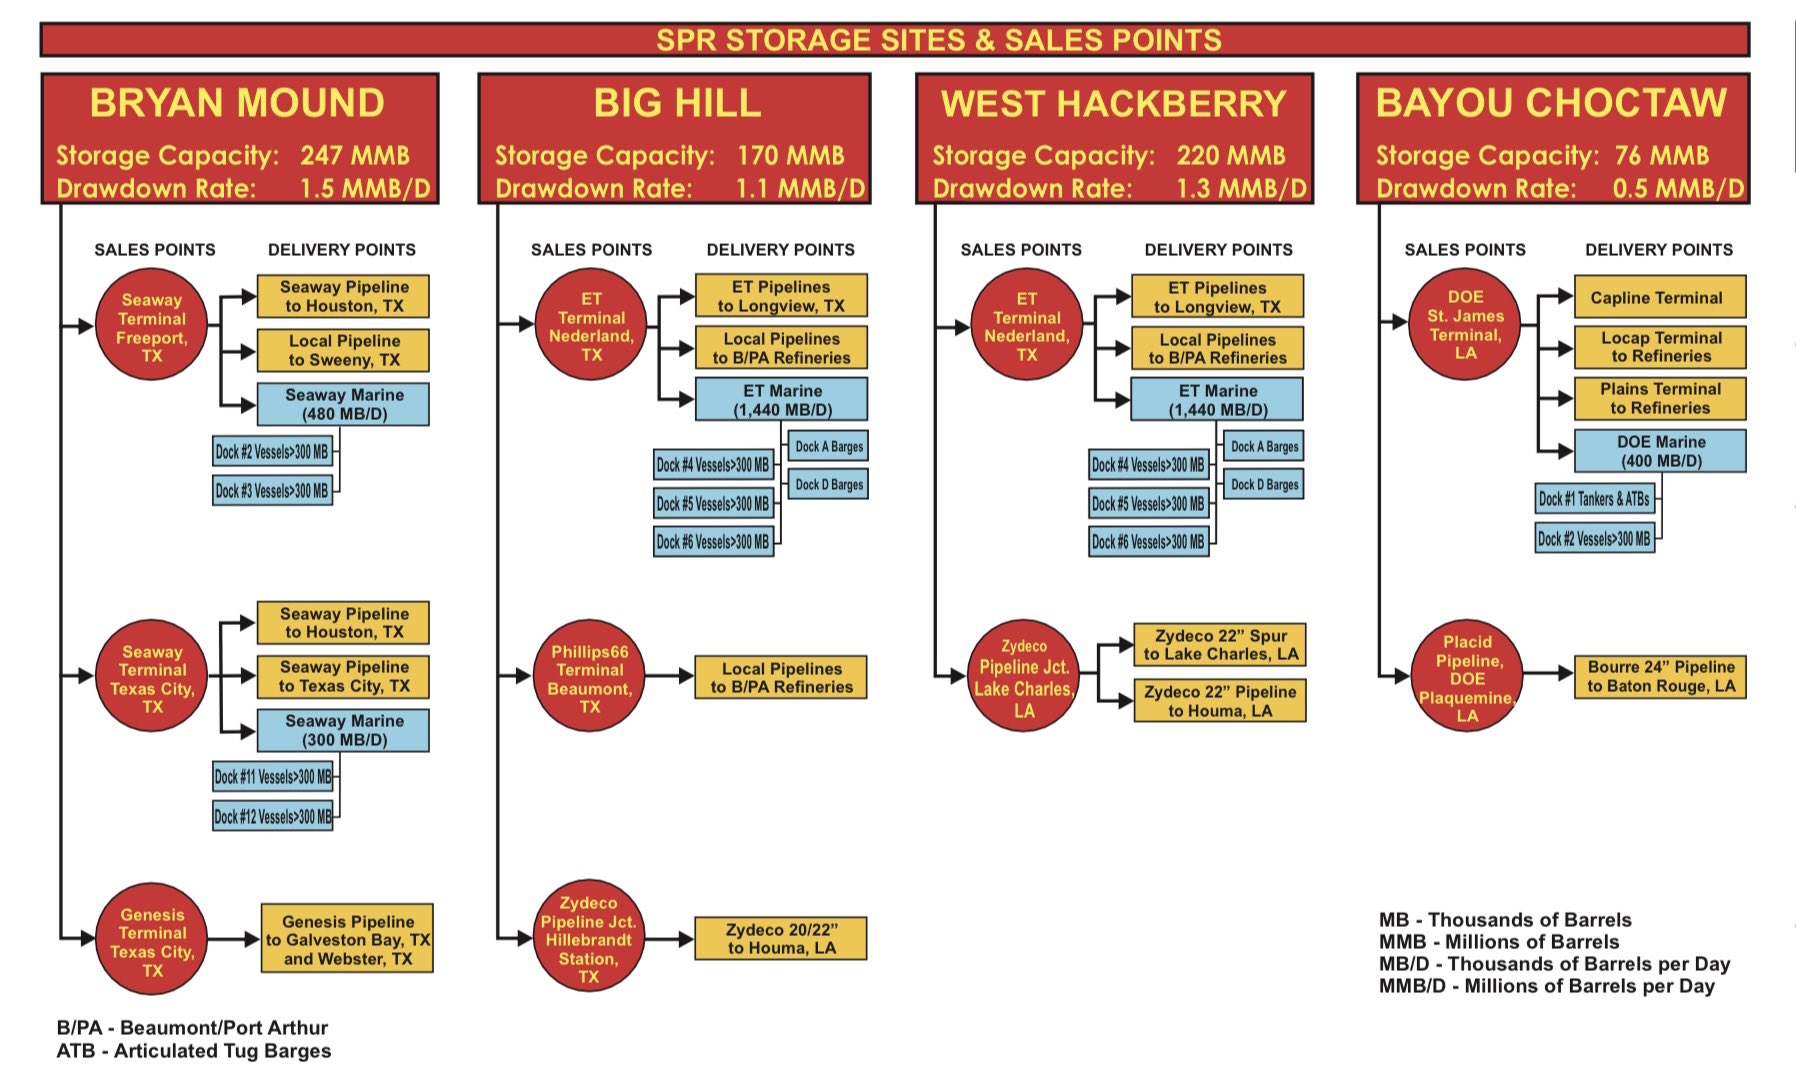 SPR STORAGE SITES & SALES POINTS
BRYAN MOUND
Storage Capacity: 247 MMB
Drawdown Rate: 1.5 MMB/D
SALES POINTS
DELIVERY POINTS
Seaway
Terminal
Freeport,
TX
Seaway Pipeline
to Houston, TX
Local Pipeline
to Sweeny, TX
Seaway Marine
(480 MB/D)
Dock #2 Vessels>300 MB
Dock #3 Vessels>300 MB
Seaway
Terminal
Texas City,
TX
Seaway Pipeline
to Houston, TX
Seaway Pipeline
to Texas City, TX
Seaway Marine
(300 MB/D)
Dock #11 Vessels>300 MB
Dock #12 Vessels>300 MB
Genesis
Terminal
Texas City,
TX
Genesis Pipeline
to Galveston Bay, TX
and Webster, TX
BIG HILL
Storage Capacity: 170 MMB
Drawdown Rate: 1.1 MMB/D
SALES POINTS
DELIVERY POINTS
ET
Terminal
Nederland,
TX
ET Pipelines
to Longview, TX
Local Pipelines
to B/PA Refineries
ET Marine
(1,440 MB/D)
Dock A Barges
Dock #4 Vessels>300 MB
Dock D Barges
Dock #5 Vessels>300 MB
Dock #6 Vessels>300 MB
Phillips66
Terminal
Beaumont,
TX
Local Pipelines
to B/PA Refineries
Zydeco
Pipeline Jct.
Hillebrandt
Station,
TX
Zydeco 20/22”
to Houma, LA
WEST HACKBERRY
Storage Capacity: 220 MMB
Drawdown Rate: 1.3 MMB/D
SALES POINTS
DELIVERY POINTS
ET
Terminal
Nederland,
TX
ET Pipelines
to Longview, TX
Local Pipelines
to B/PA Refineries
ET Marine
(1,440 MB/D)
Dock A Barges
Dock #4 Vessels>300 MB
Dock D Barges
Dock #5 Vessels>300 MB
Dock #6 Vessels>300 MB
Zydeco
Pipeline Jct.
Lake Charles,
LA
Zydeco 22” Spur
to Lake Charles, LA
Zydeco 22” Pipeline
to Houma, LA
BAYOU CHOCTAW
Storage Capacity: 76 MMB
Drawdown Rate: 0.5 MMB/D
SALES POINTS
DELIVERY POINTS
DOE
St. James
Terminal,
LA
Capline Terminal
Locap Terminal
to Refineries
Plains Terminal
to Refineries
DOE Marine
(400 MB/D)
Dock #1 Tankers & ATBs
Dock #2 Vessels>300 MB
Placid
Pipeline,
DOE
Plaquemine,
LA
Bourre 24” Pipeline
to Baton Rouge, LA
MB - Thousands of Barrels
MMB - Millions of Barrels
MB/D - Thousands of Barrels per Day
MMB/D - Millions of Barrels per Day
B/PA - Beaumont/Port Arthur
ATB - Articulated Tug Barges